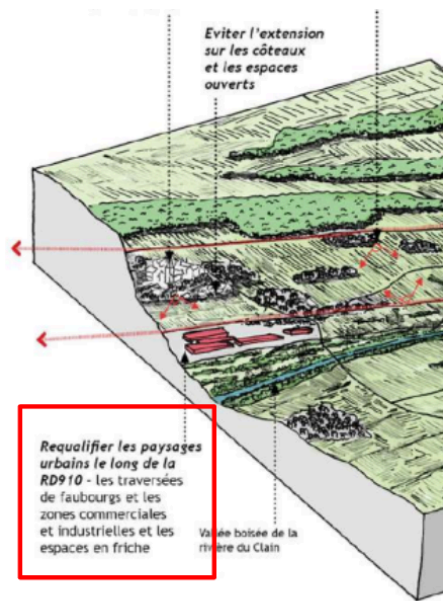 Eviter l'extension
sur les côteaux
et les espaces
ouverts
Requalifier les paysages
urbains le long de la
RD910 - les traversées
de faubourgs et les
zones commerciales
et industrielles et les
espaces en friche
Vallée boisée de la
rivière du Clain